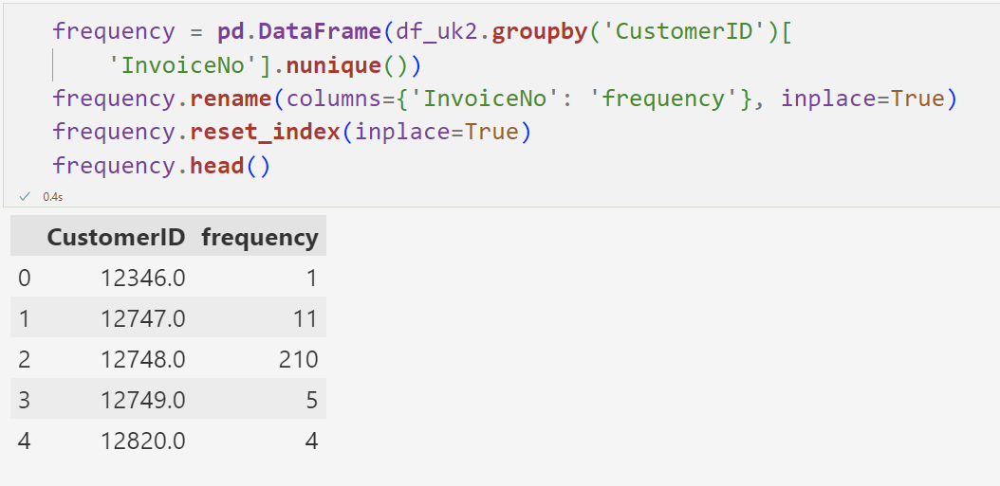 frequency = pd.DataFrame(df_uk2.groupby('CustomerID')[
    'InvoiceNo'].nunique())
frequency.rename(columns={'InvoiceNo': 'frequency'}, inplace=True)
frequency.reset_index(inplace=True)
frequency.head()
✓ 0.4s
CustomerID frequency
0 12346.0 1
1 12747.0 11
2 12748.0 210
3 12749.0 5
4 12820.0 4